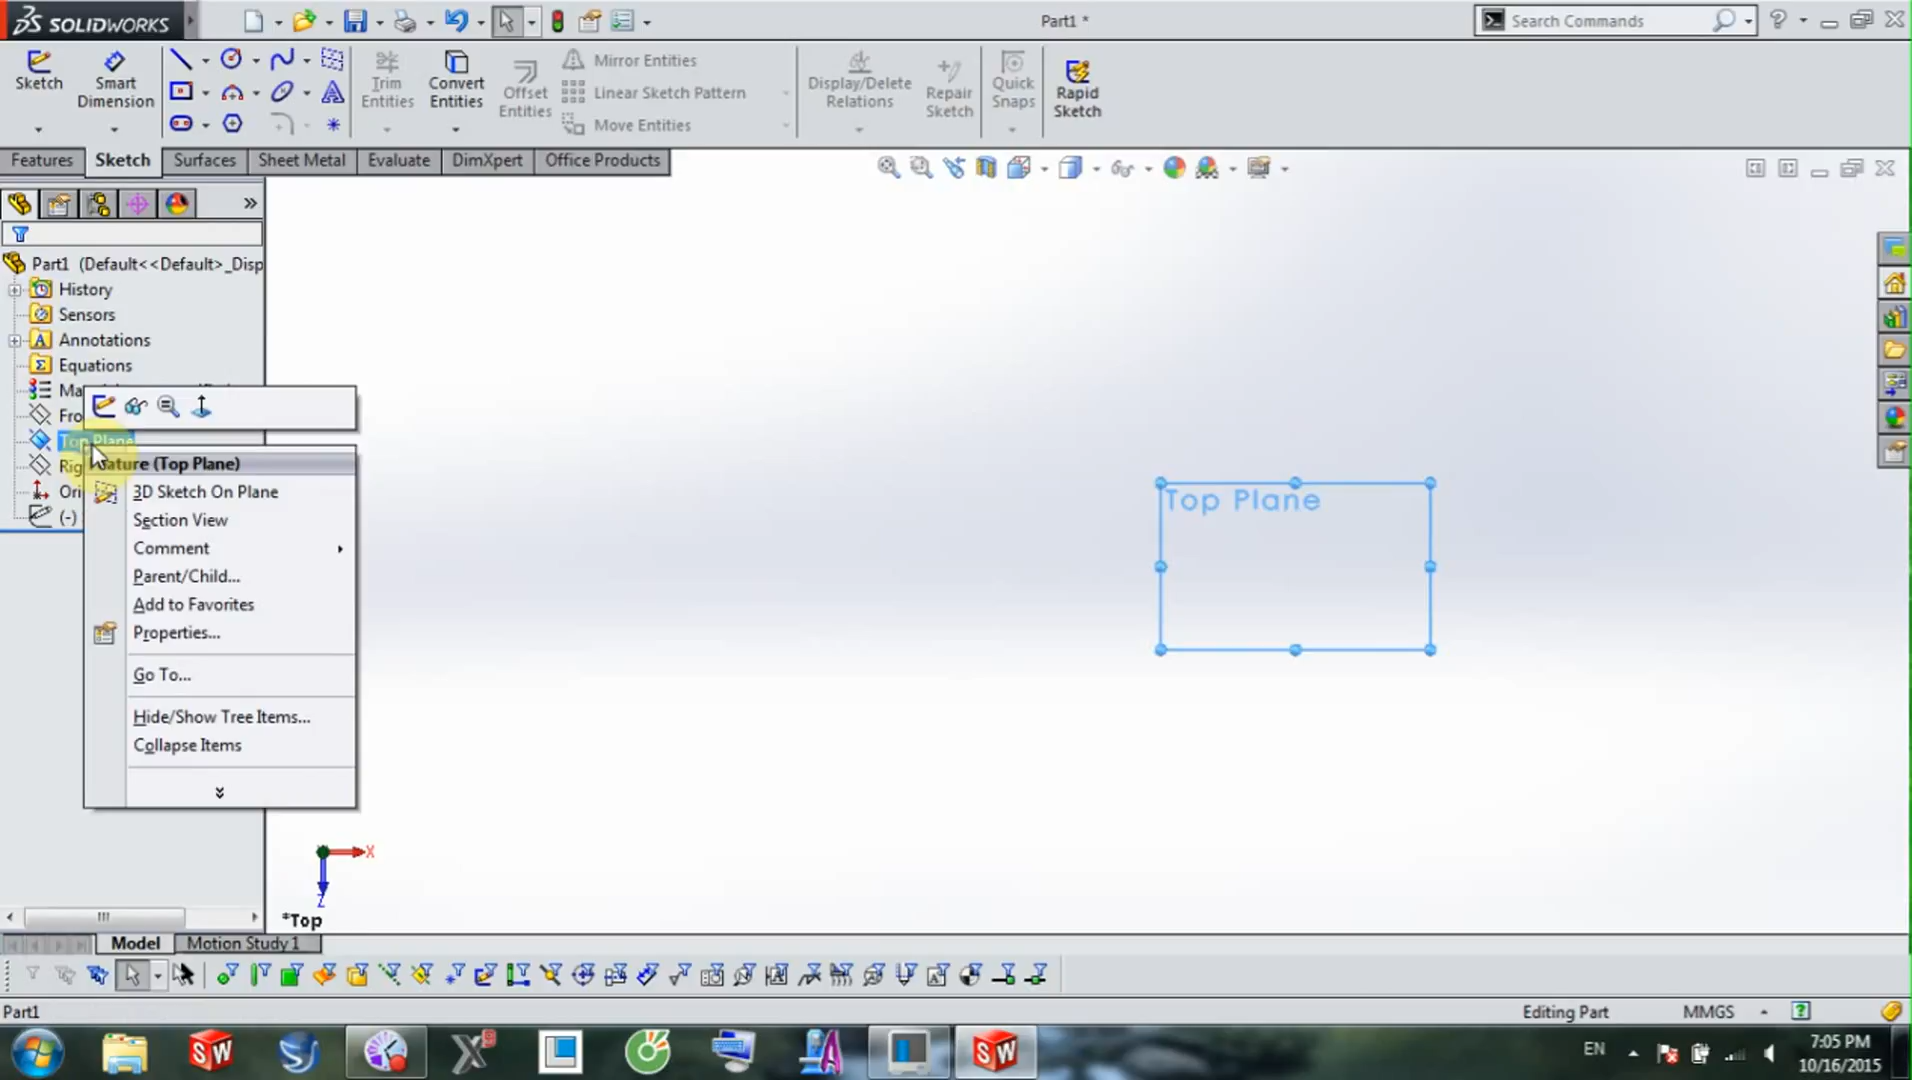 SOLIDWORKS
Part1 *
Search Commands
Sketch
Smart Dimension
Trim Entities
Convert Entities
Offset Entities
Mirror Entities
Linear Sketch Pattern
Move Entities
Display/Delete Relations
Repair Sketch
Quick Snaps
Rapid Sketch
Features
Sketch
Surfaces
Sheet Metal
Evaluate
DimXpert
Office Products
Part1 (Default<<Default>_Disp
History
Sensors
Annotations
Equations
Ma
Fro
Top Plane
Rig
ature (Top Plane)
Ori
(-)
3D Sketch On Plane
Section View
Comment
Parent/Child...
Add to Favorites
Properties...
Go To...
Hide/Show Tree Items...
Collapse Items
Top Plane
X
Z
*Top
Model
Motion Study 1
Part1
Editing Part
MMGS
EN
7:05 PM
10/16/2015